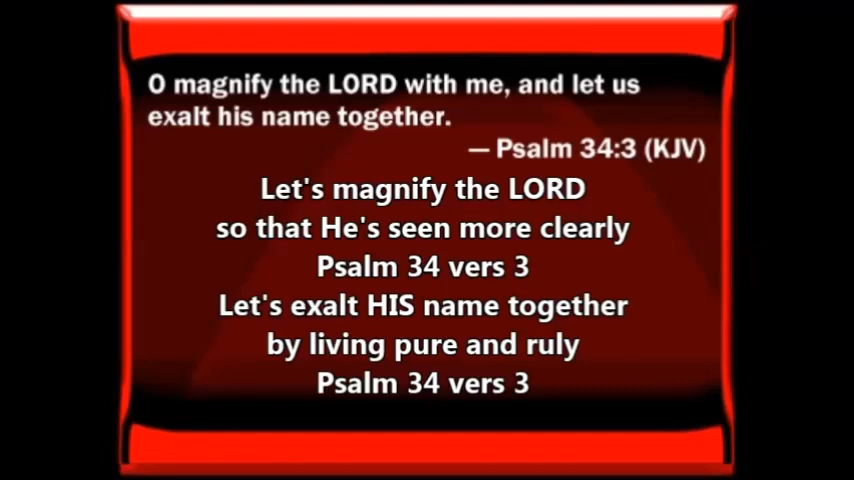 O magnify the LORD with me, and let us
exalt his name together.
— Psalm 34:3 (KJV)
Let's magnify the LORD
so that He's seen more clearly
Psalm 34 vers 3
Let's exalt HIS name together
by living pure and ruly
Psalm 34 vers 3